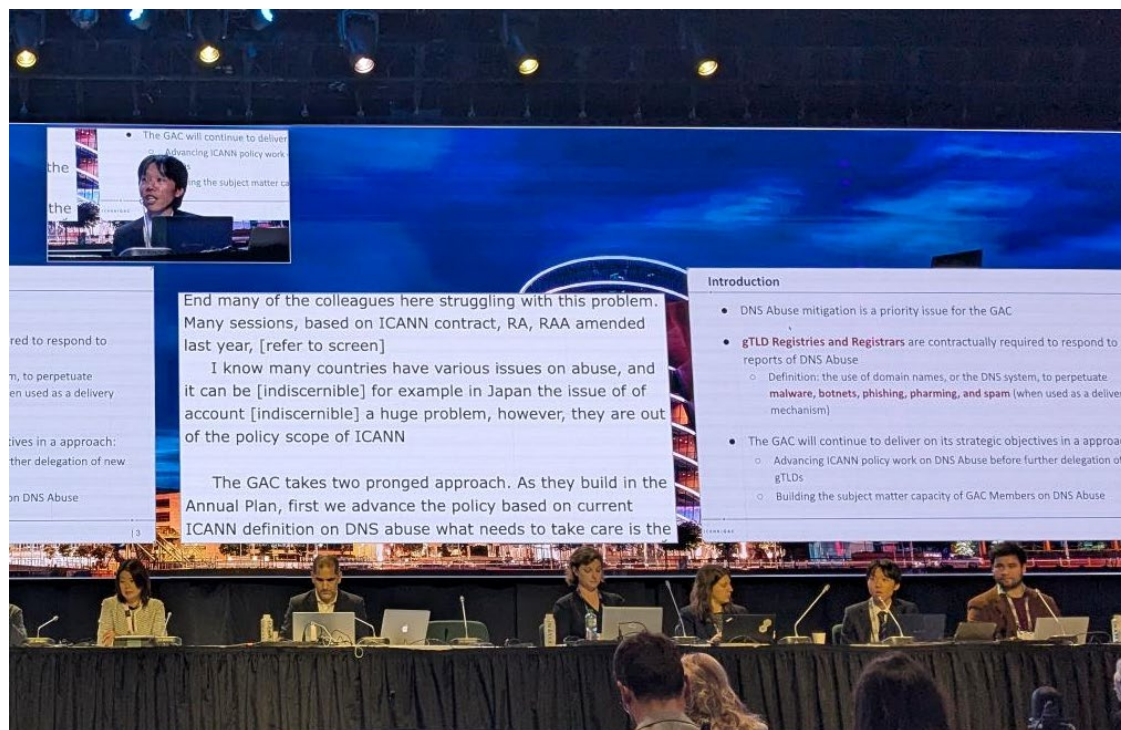 The GAC will continue to deliver
Advancing ICANN policy work
the
ing the subject matter ca
the
red to respond to
, to perpetuate
en used as a delivery
tives in a approach:
ther delegation of new
on DNS Abuse
| 3
End many of the colleagues here struggling with this problem.
Many sessions, based on ICANN contract, RA, RAA amended
last year, [refer to screen]
I know many countries have various issues on abuse, and
it can be [indiscernible] for example in Japan the issue of of
account [indiscernible] a huge problem, however, they are out
of the policy scope of ICANN
The GAC takes two pronged approach. As they build in the
Annual Plan, first we advance the policy based on current
ICANN definition on DNS abuse what needs to take care is the
Introduction
● DNS Abuse mitigation is a priority issue for the GAC
● gTLD Registries and Registrars are contractually required to respond to
reports of DNS Abuse
○ Definition: the use of domain names, or the DNS system, to perpetuate
malware, botnets, phishing, pharming, and spam (when used as a deliver
mechanism)
● The GAC will continue to deliver on its strategic objectives in a approa
○ Advancing ICANN policy work on DNS Abuse before further delegation of
gTLDs
○ Building the subject matter capacity of GAC Members on DNS Abuse